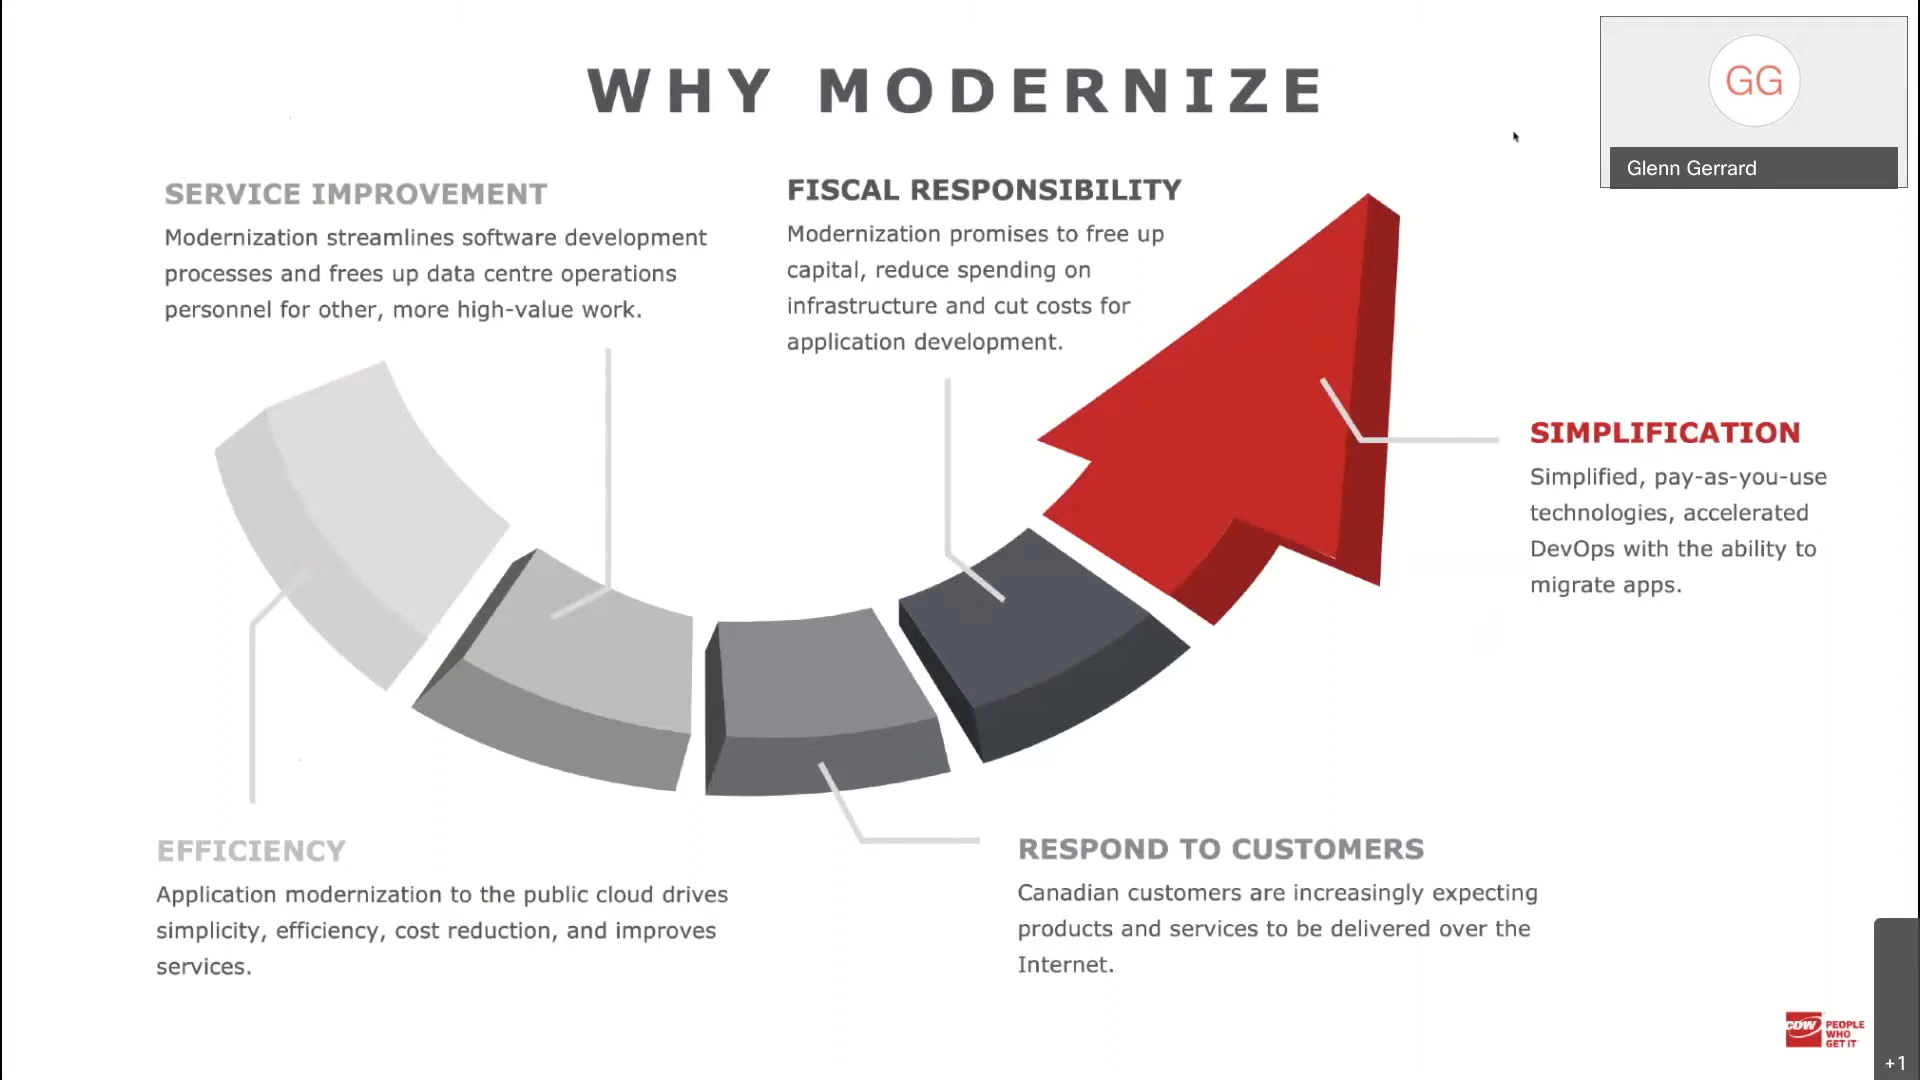 WHY MODERNIZE
GG
Glenn Gerrard
SERVICE IMPROVEMENT
Modernization streamlines software development
processes and frees up data centre operations
personnel for other, more high-value work.
FISCAL RESPONSIBILITY
Modernization promises to free up
capital, reduce spending on
infrastructure and cut costs for
application development.
SIMPLIFICATION
Simplified, pay-as-you-use
technologies, accelerated
DevOps with the ability to
migrate apps.
EFFICIENCY
Application modernization to the public cloud drives
simplicity, efficiency, cost reduction, and improves
services.
RESPOND TO CUSTOMERS
Canadian customers are increasingly expecting
products and services to be delivered over the
Internet.
CDW
PEOPLE
WHO
GET IT
+1